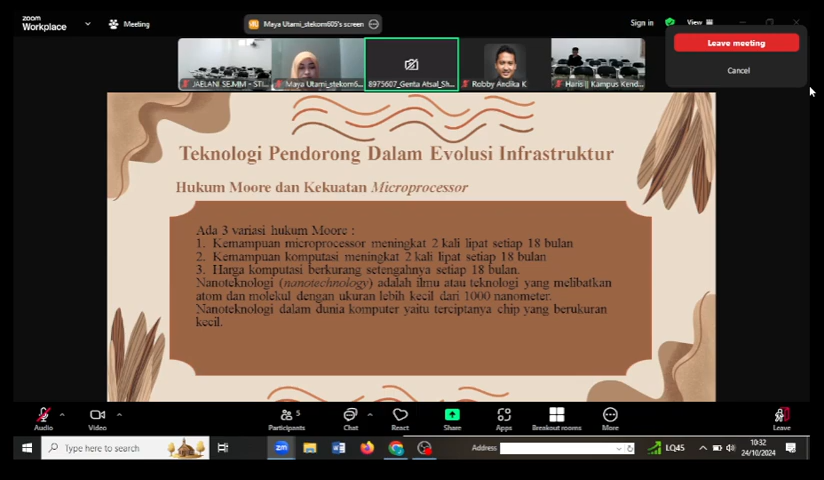 zoom
Workplace
Meeting
Maya Utami_stekom605's screen
Sign in
View
Leave meeting
Cancel
JAELANI SEJMM - STI...
Maya Utami_stekom6...
8975607_Genta Atsal_Sh...
Robby Andika K
Haris || Kampus Kend...
Teknologi Pendorong Dalam Evolusi Infrastruktur
Hukum Moore dan Kekuatan Microprocessor
Ada 3 variasi hukum Moore :
1. Kemampuan microprocessor meningkat 2 kali lipat setiap 18 bulan
2. Kemampuan komputasi meningkat 2 kali lipat setiap 18 bulan
3. Harga komputasi berkurang setengahnya setiap 18 bulan.
Nanoteknologi (nanotechnology) adalah ilmu atau teknologi yang melibatkan
atom dan molekul dengan ukuran lebih kecil dari 1000 nanometer.
Nanoteknologi dalam dunia komputer yaitu terciptanya chip yang berukuran
kecil.
Audio
Video
5
Participants
Chat
React
Share
Apps
Breakout rooms
More
Leave
Type here to search
zm
Address
LQ45
10:32
24/10/2024